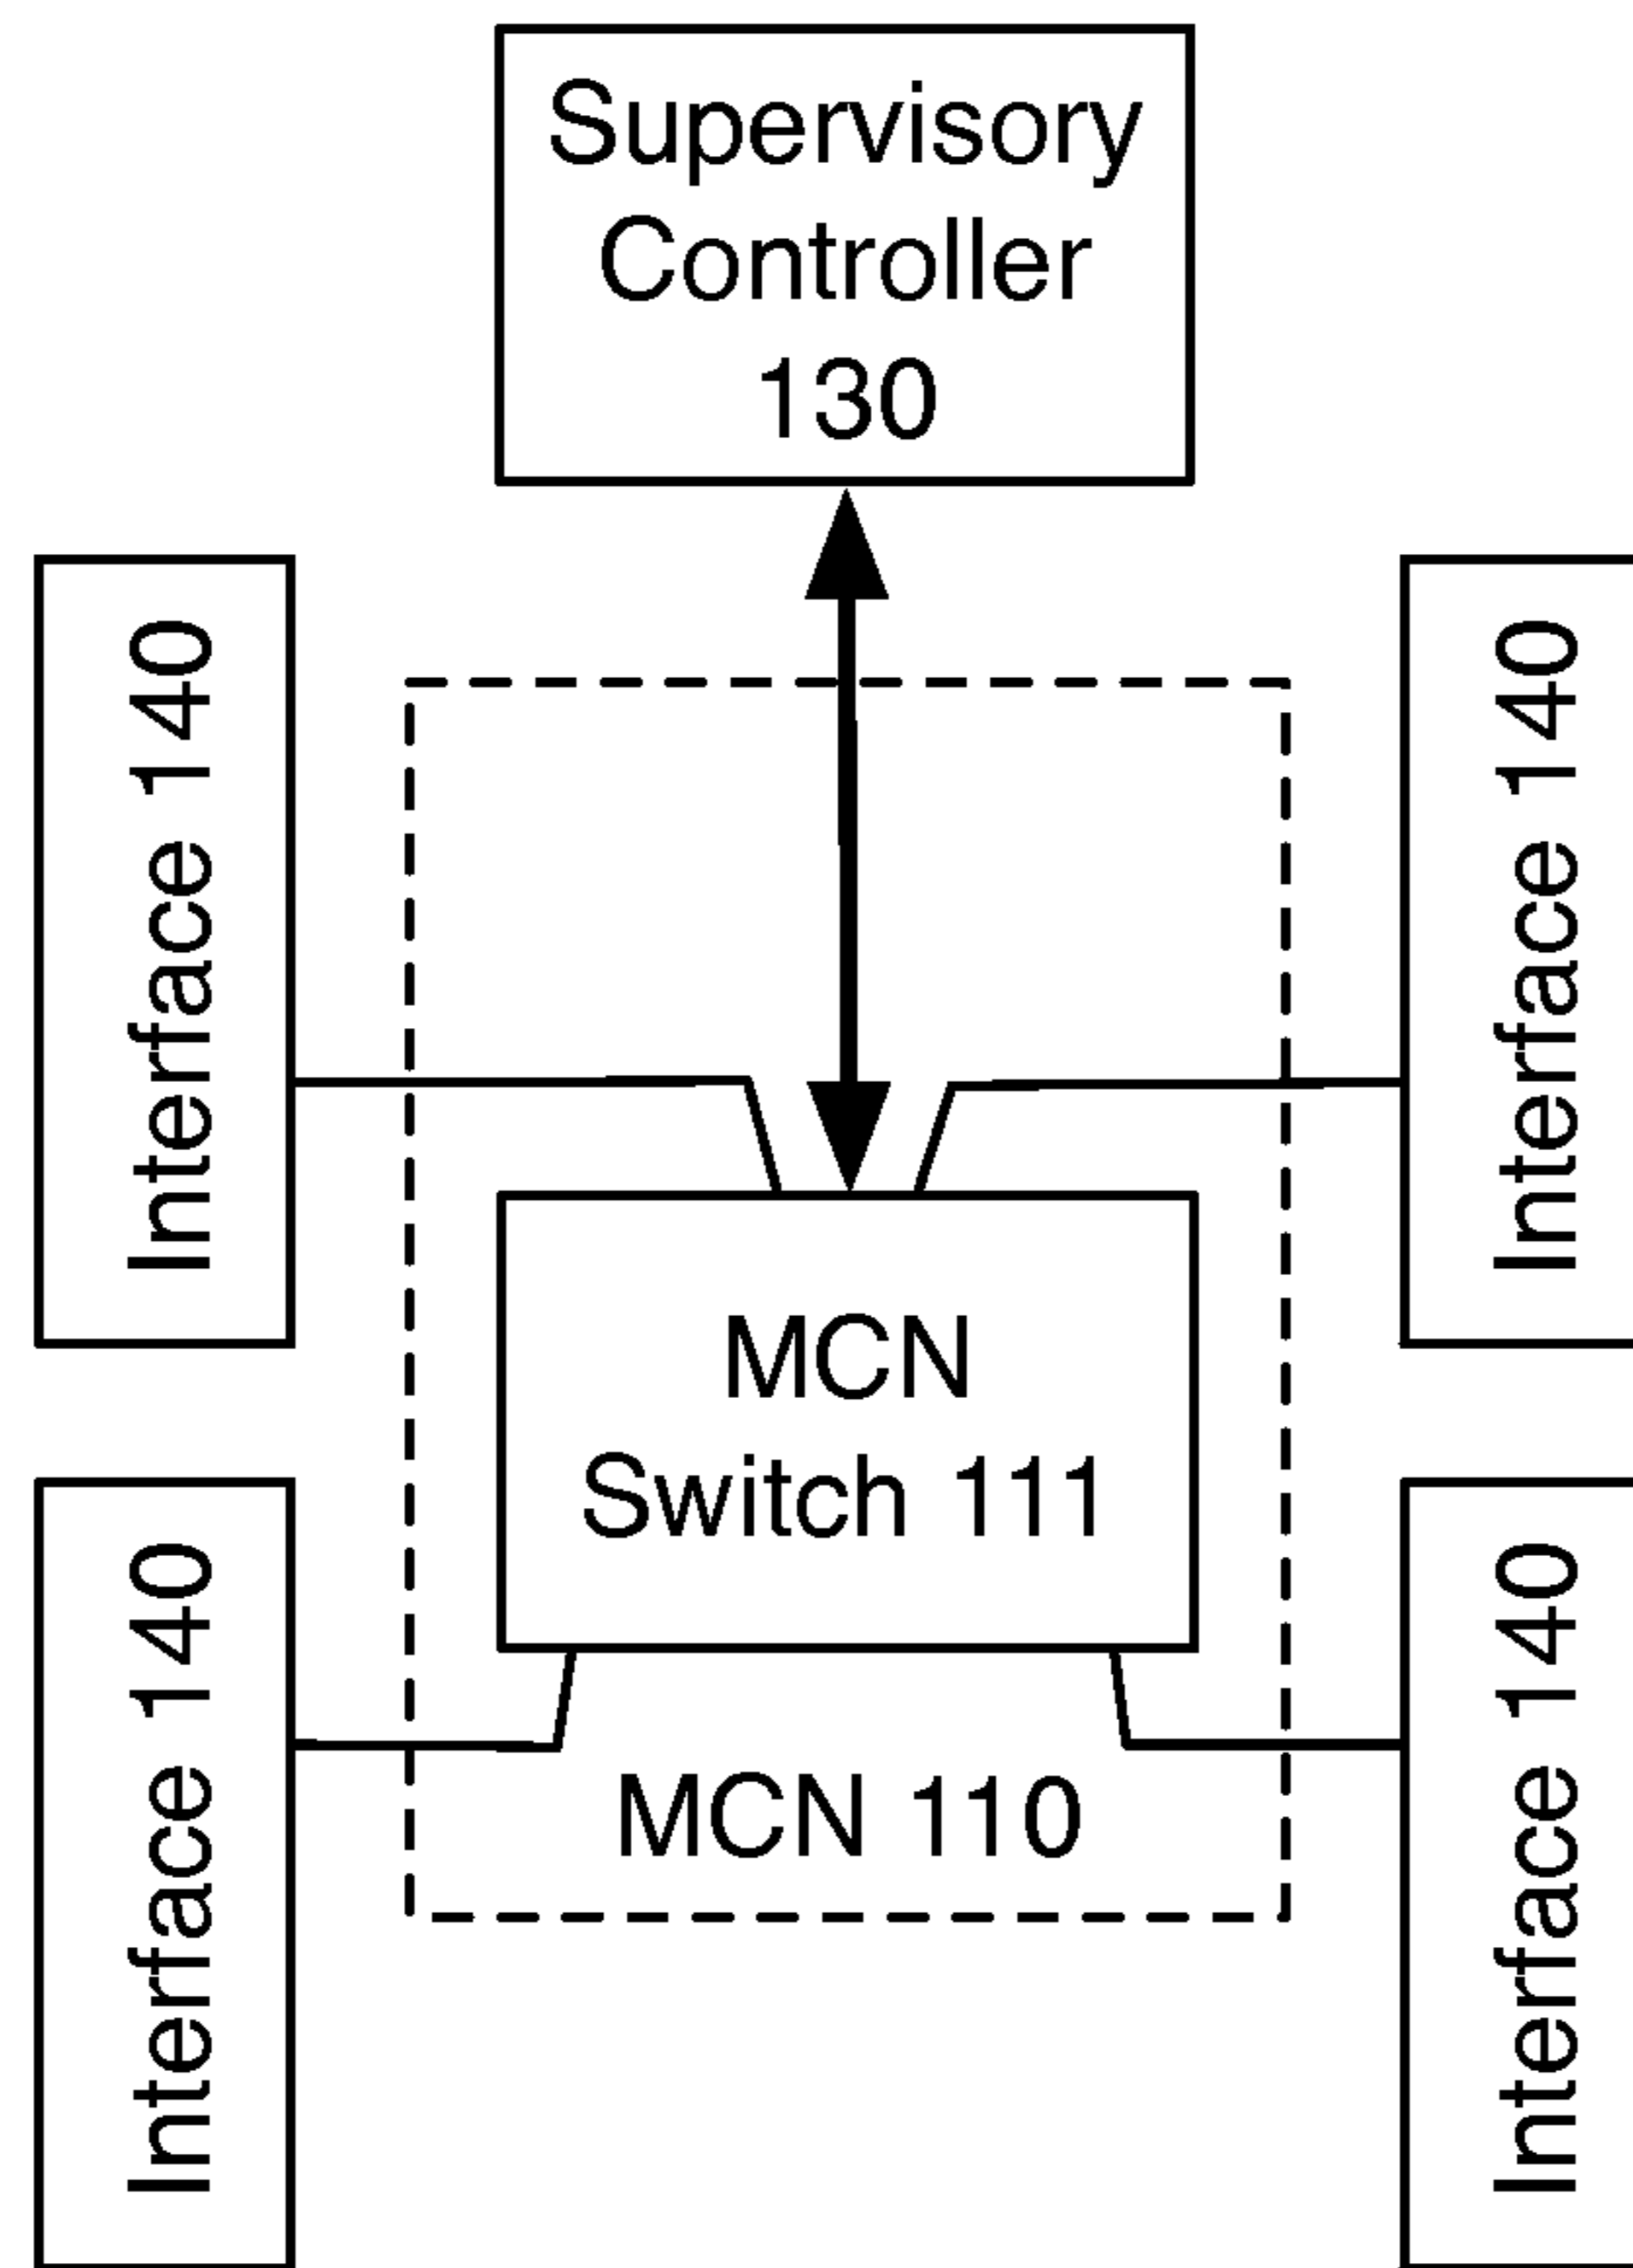 Supervisory
Controller
130
Interface 140
Interface 140
MCN
Switch 111
Interface 140
Interface 140
MCN 110